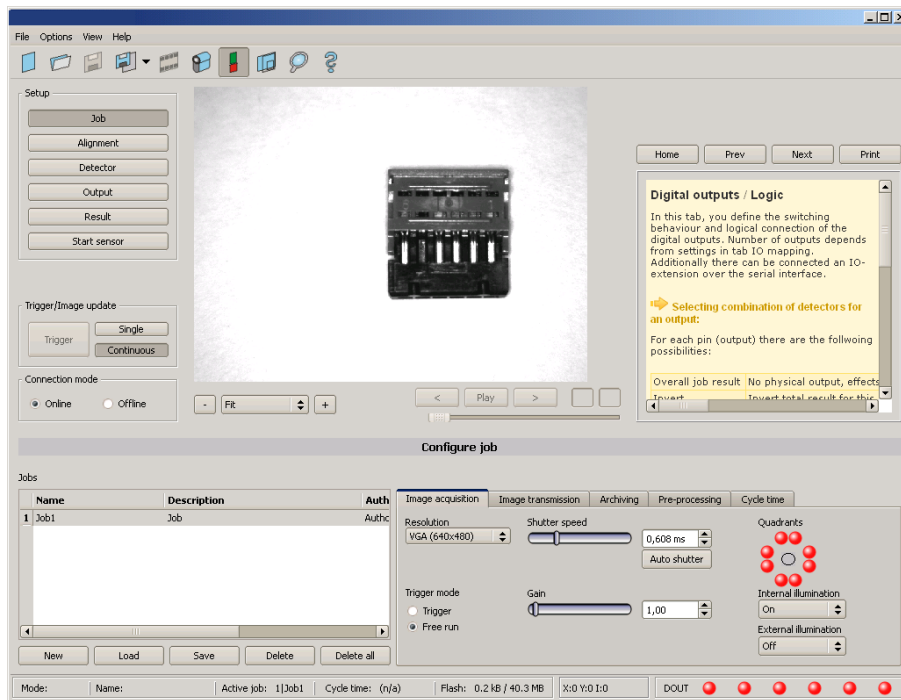 File Options View Help
Setup
Job
Alignment
Detector
Output
Result
Start sensor
Trigger/Image update
Trigger
Single
Continuous
Connection mode
Online
Offline
- Fit +
< Play >
Home Prev Next Print
Digital outputs / Logic
In this tab, you define the switching
behaviour and logical connection of the
digital outputs. Number of outputs depends
from settings in tab IO mapping.
Additionally there can be connected an IO-
extension over the serial interface.
Selecting combination of detectors for
an output:
For each pin (output) there are the follwoing
possibilities:
Overall job result No physical output, effects
Invert Invert total result for this
Configure job
Jobs
Name Description Auth
1 Job1 Job Autho
New Load Save Delete Delete all
Image acquisition Image transmission Archiving Pre-processing Cycle time
Resolution
VGA (640x480)
Shutter speed
0,608 ms
Auto shutter
Quadrants
Trigger mode
Trigger
Free run
Gain
1,00
Internal illumination
On
External illumination
Off
Mode: Name: Active job: 1|Job1 Cycle time: (n/a) Flash: 0.2 kB / 40.3 MB X:0 Y:0 I:0 DOUT